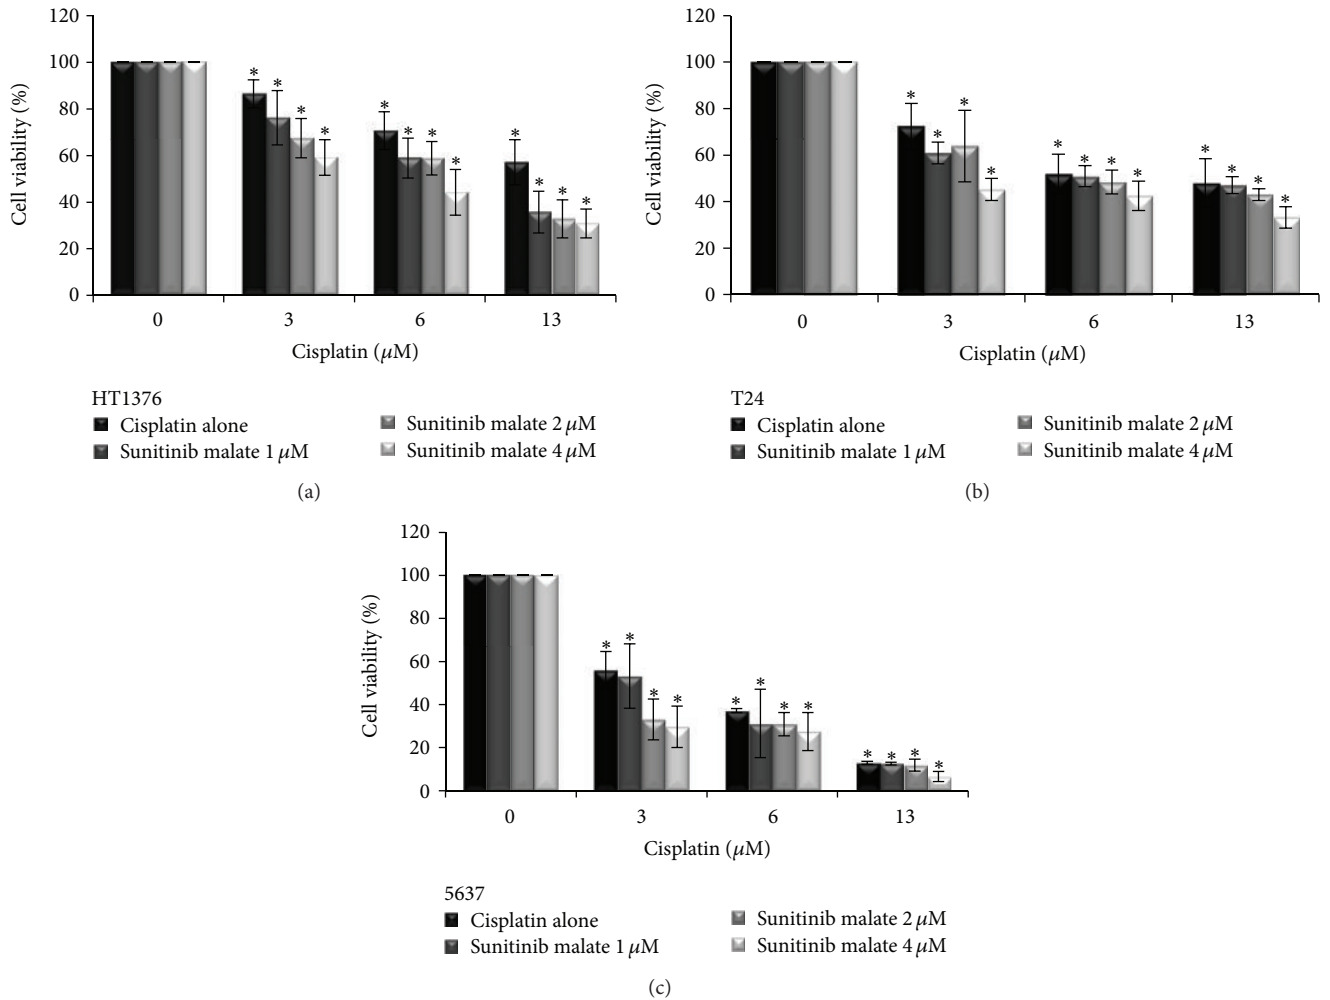 120
100
80
60
40
20
0
Cell viability (%)
* * * *
* * * *
* * * *
0 3 6 13
Cisplatin (µM)
HT1376
Cisplatin alone
Sunitinib malate 1 µM
Sunitinib malate 2 µM
Sunitinib malate 4 µM
(a)
120
100
80
60
40
20
0
Cell viability (%)
* * * *
* * * *
* * * *
0 3 6 13
Cisplatin (µM)
T24
Cisplatin alone
Sunitinib malate 1 µM
Sunitinib malate 2 µM
Sunitinib malate 4 µM
(b)
120
100
80
60
40
20
0
Cell viability (%)
* * * *
* * * *
* * * *
0 3 6 13
Cisplatin (µM)
5637
Cisplatin alone
Sunitinib malate 1 µM
Sunitinib malate 2 µM
Sunitinib malate 4 µM
(c)